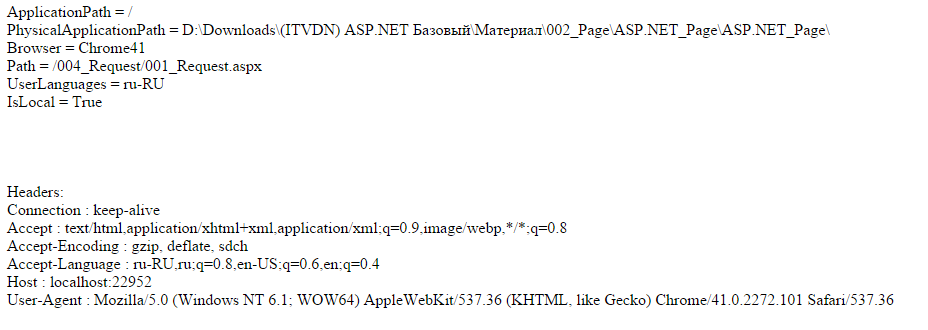 ApplicationPath = /
PhysicalApplicationPath = D:\Downloads\(ITVDN) ASP.NET Базовый\Материал\002_Page\ASP.NET_Page\ASP.NET_Page\
Browser = Chrome41
Path = /004_Request/001_Request.aspx
UserLanguages = ru-RU
IsLocal = True
Headers:
Connection : keep-alive
Accept : text/html,application/xhtml+xml,application/xml;q=0.9,image/webp,*/*;q=0.8
Accept-Encoding : gzip, deflate, sdch
Accept-Language : ru-RU,ru;q=0.8,en-US;q=0.6,en;q=0.4
Host : localhost:22952
User-Agent : Mozilla/5.0 (Windows NT 6.1; WOW64) AppleWebKit/537.36 (KHTML, like Gecko) Chrome/41.0.2272.101 Safari/537.36